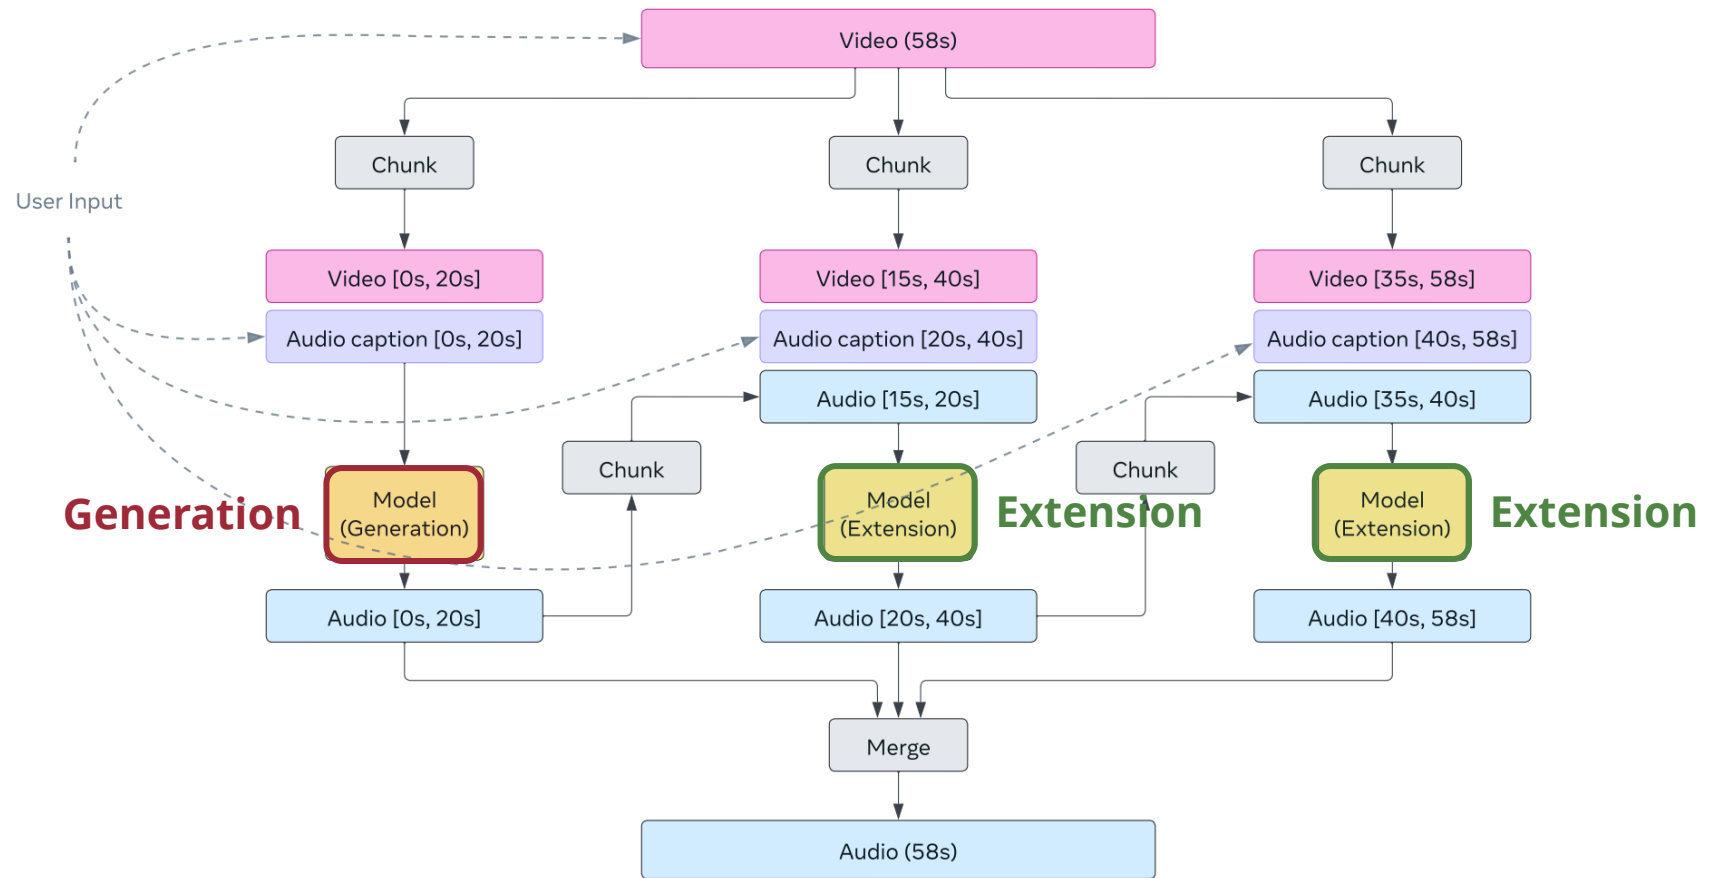 Video (58s)
Chunk
Chunk
Chunk
User Input
Video [0s, 20s]
Video [15s, 40s]
Video [35s, 58s]
Audio caption [0s, 20s]
Audio caption [20s, 40s]
Audio caption [40s, 58s]
Audio [15s, 20s]
Audio [35s, 40s]
Chunk
Chunk
Generation
Model
(Generation)
Model
(Extension)
Extension
Model
(Extension)
Extension
Audio [0s, 20s]
Audio [20s, 40s]
Audio [40s, 58s]
Merge
Audio (58s)